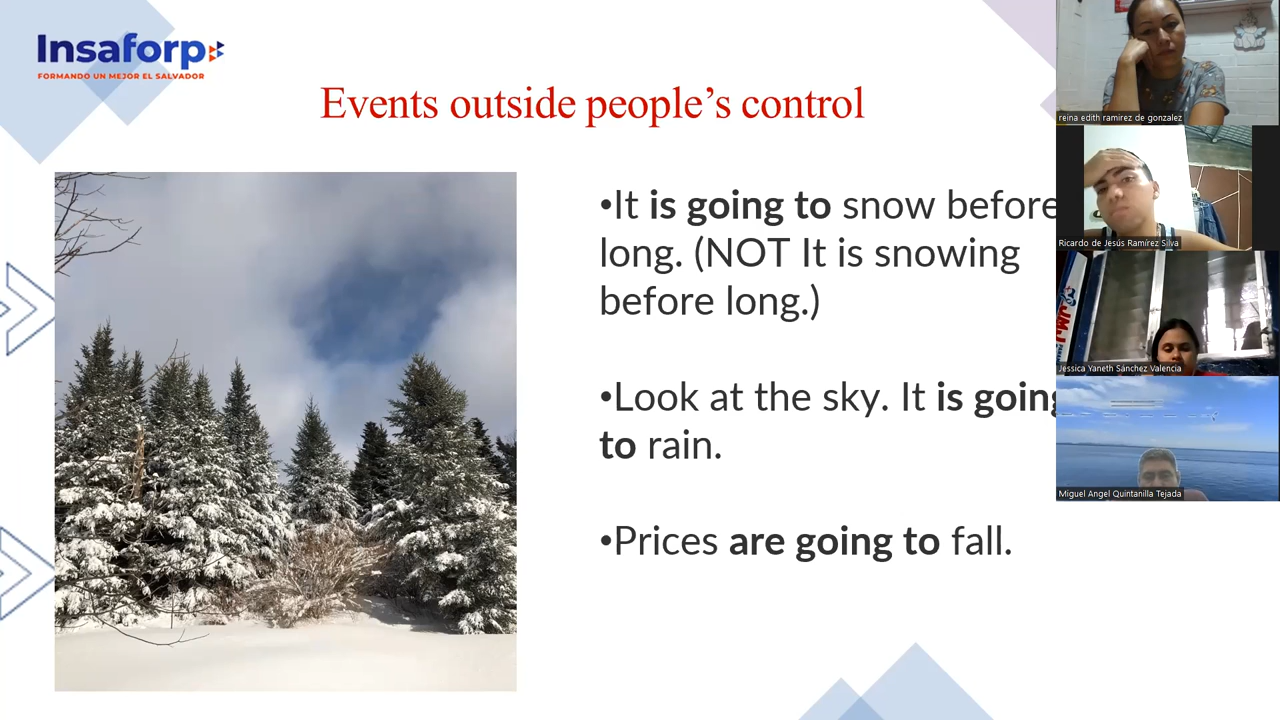 Insaforp
FORMANDO UN MEJOR EL SALVADOR
Events outside people’s control
•It is going to snow before
long. (NOT It is snowing
before long.)
•Look at the sky. It is going
to rain.
•Prices are going to fall.
reina edith ramirez de gonzalez
Ricardo de Jesús Ramírez Silva
Jessica Yaneth Sánchez Valencia
Miguel Angel Quintanilla Tejada